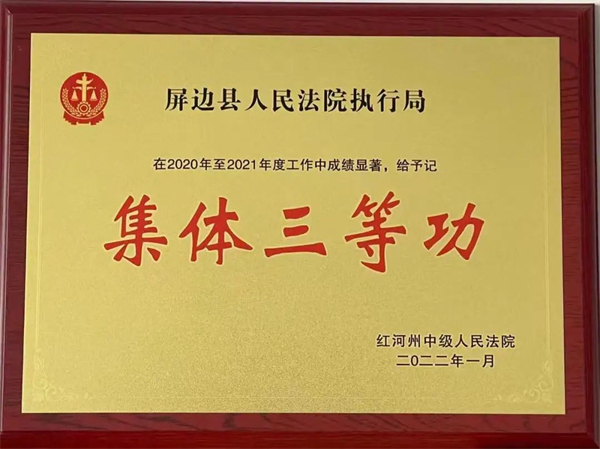 屏边县人民法院执行局
在2020年至2021年度工作中成绩显著，给予记
集体三等功
红河州中级人民法院
二〇二二年一月